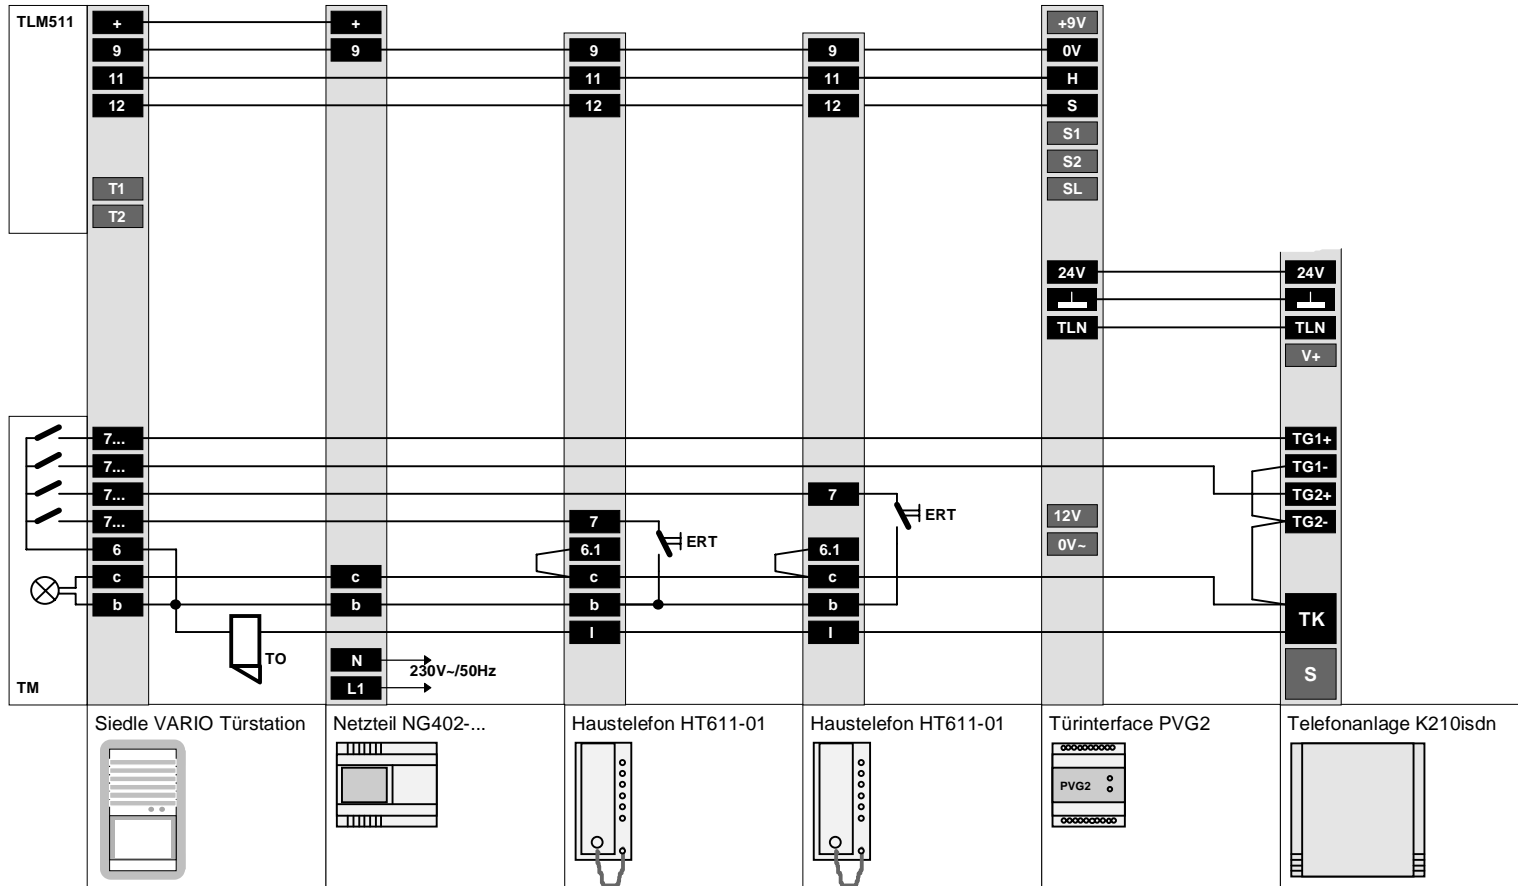 TLM511 + + +9V
9 9 9 9 0V
11 11 11 H
12 12 12 S
S1
S2
T1 SL
T2
24V 24V
TLN TLN
V+
7... TG1+
7... TG1-
7... 7 ERT TG2+
7... 7 ERT 12V TG2-
6 6.1 6.1 0V~
c c c c
b b b b TK
TO I I
N 230V~/50Hz S
TM L1
Siedle VARIO Türstation Netzteil NG402-... Haustelefon HT611-01 Haustelefon HT611-01 Türinterface PVG2 Telefonanlage K210isdn
PVG2